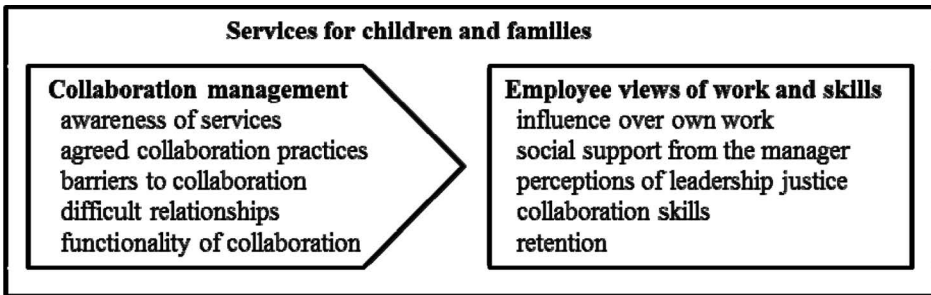 Services for children and families
Collaboration management
awareness of services
agreed collaboration practices
barriers to collaboration
difficult relationships
functionality of collaboration
Employee views of work and skills
influence over own work
social support from the manager
perceptions of leadership justice
collaboration skills
retention